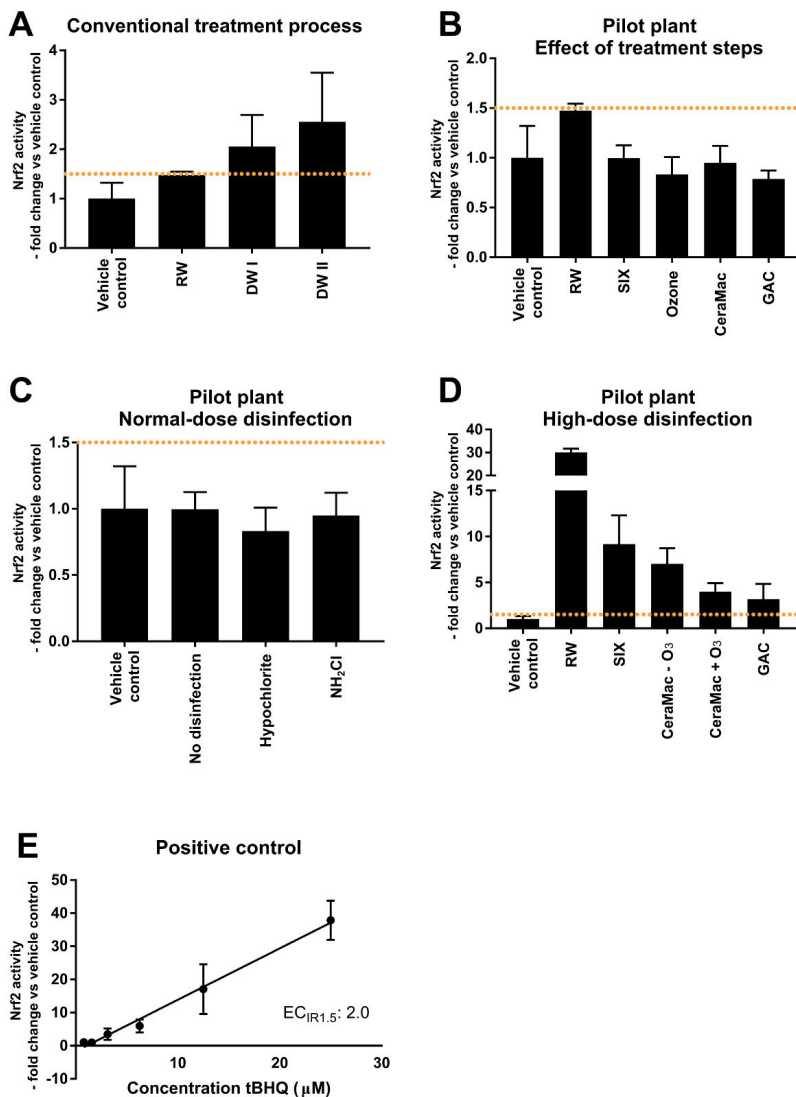 A
Conventional treatment process
Nrf2 activity
- fold change vs vehicle control
4
3
2
1
0
Vehicle
control
RW
DW I
DW II
B
Pilot plant
Effect of treatment steps
Nrf2 activity
- fold change vs vehicle control
2.0
1.5
1.0
0.5
0.0
Vehicle
control
RW
SIX
Ozone
CeraMac
GAC
C
Pilot plant
Normal-dose disinfection
Nrf2 activity
- fold change vs vehicle control
1.5
1.0
0.5
0.0
Vehicle
control
No disinfection
Hypochlorite
NH₂Cl
D
Pilot plant
High-dose disinfection
Nrf2 activity
- fold change vs vehicle control
40
30
20
15
10
5
0
Vehicle
control
RW
SIX
CeraMac - O₃
CeraMac + O₃
GAC
E
Positive control
Nrf2 activity
- fold change vs vehicle control
50
40
30
20
10
0
-10
10
20
30
EC_IR1.5: 2.0
Concentration tBHQ (μM)